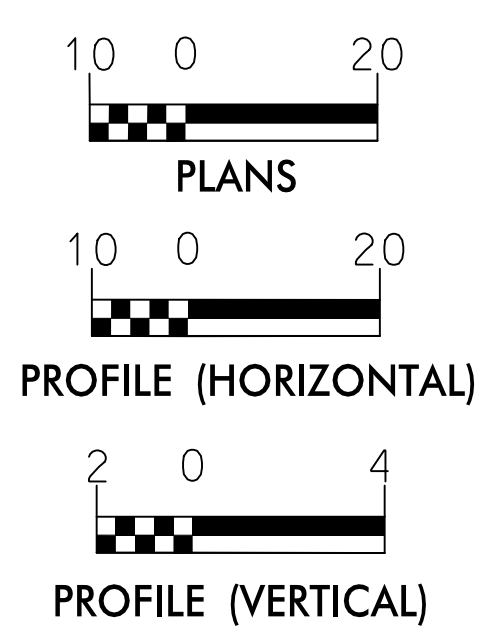 10 0 20
PLANS
10 0 20
PROFILE (HORIZONTAL)
2 0 4
PROFILE (VERTICAL)